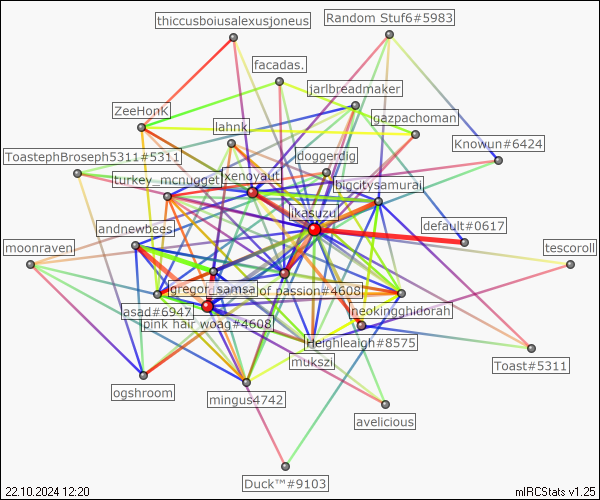 thiccusboiusalexusjoneus
Random Stuf6#5983
facadas.
jarlbreadmaker
ZeeHonK
gazpachoman
lahnk
Knowun#6424
ToastephBroseph5311#5311
doggerdig
xenoyaut
turkey_mcnugget
bigcitysamurai
ikasuzu
default#0617
andnewbees
moonraven
tescoroll
gregor_samsa
of passion#4608
asad#6947
neokingghidorah
pink hair woag#4608
Heighleaigh#8575
mukszi
Toast#5311
ogshroom
mingus4742
avelicious
Duck™#9103
22.10.2024 12:20
mIRCStats v1.25